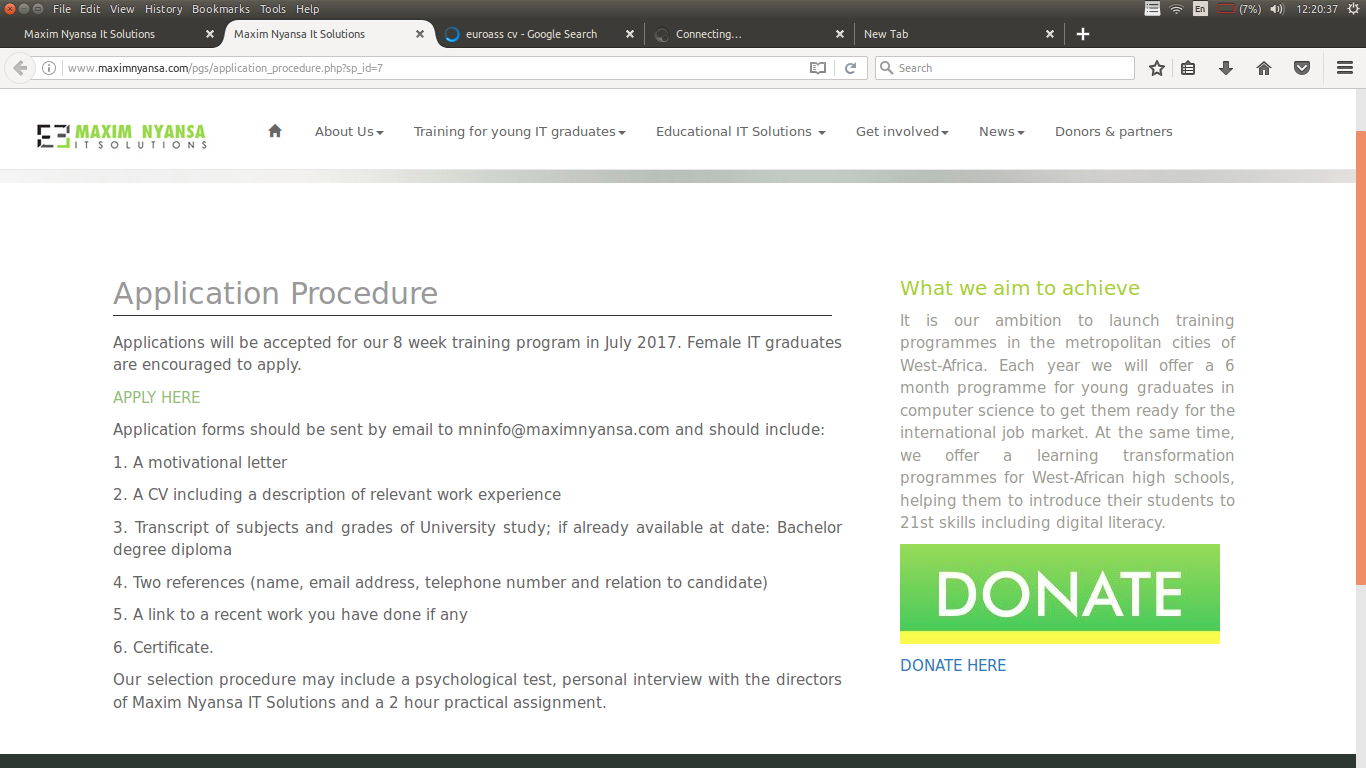 File Edit View History Bookmarks Tools Help
En (7%) 12:20:37
Maxim Nyansa It Solutions
Maxim Nyansa It Solutions
euroass cv - Google Search
Connecting...
New Tab
www.maximnyansa.com/pgs/application_procedure.php?sp_id=7
Search
MAXIM NYANSA
IT SOLUTIONS
About Us
Training for young IT graduates
Educational IT Solutions
Get involved
News
Donors & partners
Application Procedure
Applications will be accepted for our 8 week training program in July 2017. Female IT graduates
are encouraged to apply.
APPLY HERE
Application forms should be sent by email to mninfo@maximnyansa.com and should include:
1. A motivational letter
2. A CV including a description of relevant work experience
3. Transcript of subjects and grades of University study; if already available at date: Bachelor
degree diploma
4. Two references (name, email address, telephone number and relation to candidate)
5. A link to a recent work you have done if any
6. Certificate.
Our selection procedure may include a psychological test, personal interview with the directors
of Maxim Nyansa IT Solutions and a 2 hour practical assignment.
What we aim to achieve
It is our ambition to launch training
programmes in the metropolitan cities of
West-Africa. Each year we will offer a 6
month programme for young graduates in
computer science to get them ready for the
international job market. At the same time,
we offer a learning transformation
programmes for West-African high schools,
helping them to introduce their students to
21st skills including digital literacy.
DONATE
DONATE HERE